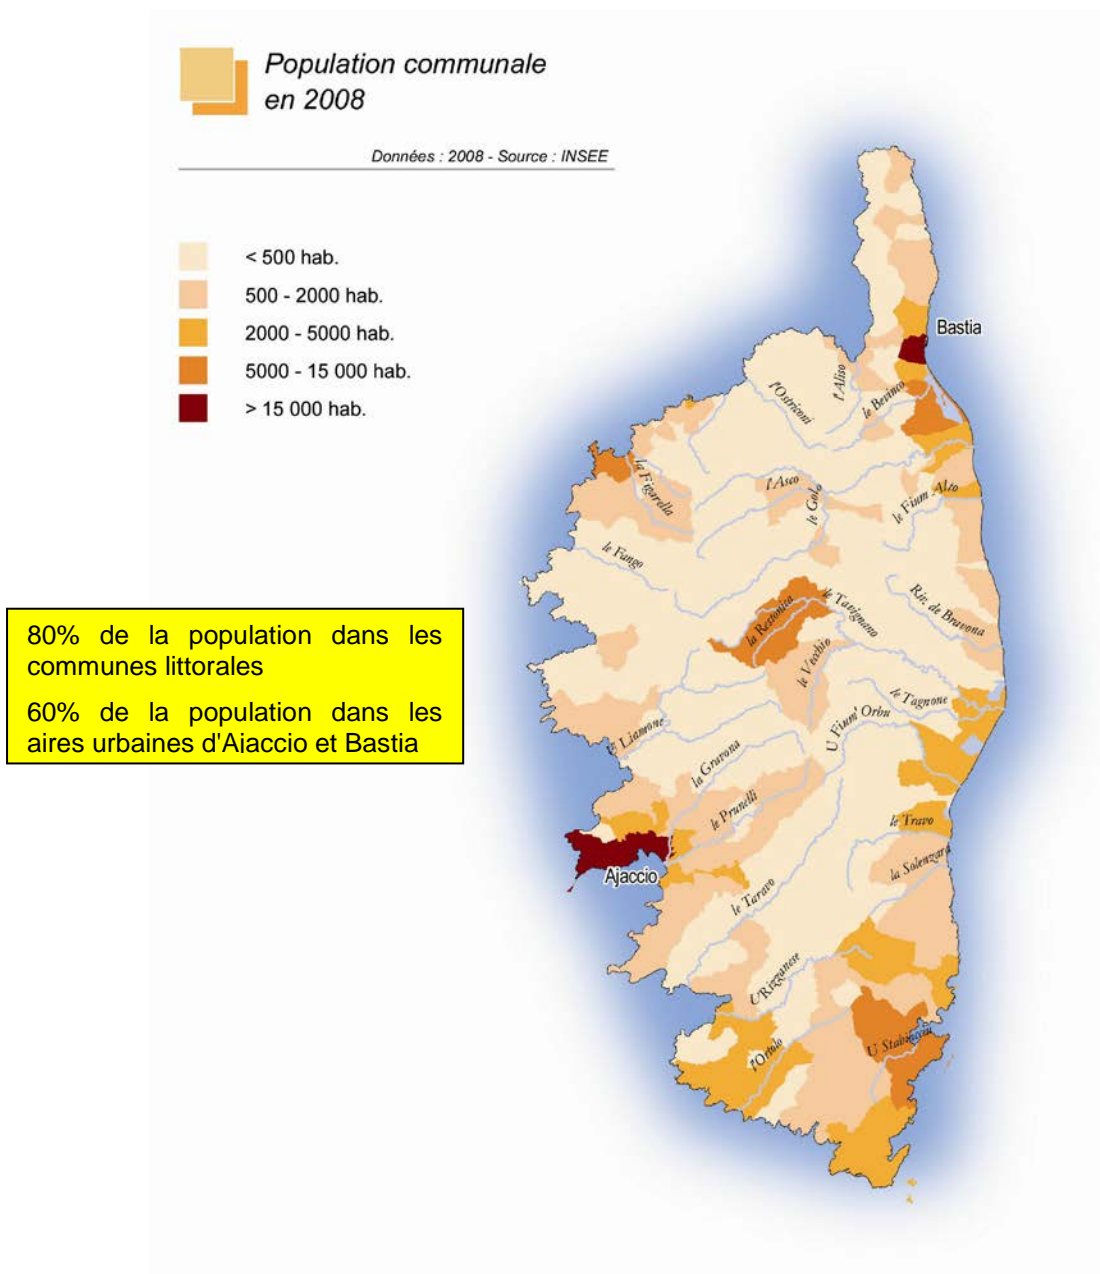 Population communale
en 2008
Données : 2008 - Source : INSEE
< 500 hab.
500 - 2000 hab.
2000 - 5000 hab.
5000 - 15 000 hab.
> 15 000 hab.
Bastia
l'Aliso
l'Ostriconi
le Bevinco
la Figarella
l'Asco
le Golo
le Fium-Alto
le Fango
Riv. de Bravona
la Restonica
le Tavignano
le Vecchio
80% de la population dans les
communes littorales
60% de la population dans les
aires urbaines d'Ajaccio et Bastia
le Tagnone
U Fium'Orbu
Liamone
la Gravona
le Prunelli
le Travo
la Solenzara
Ajaccio
le Taravo
U Rizzanese
l'Ortolo
U Stabiacciu